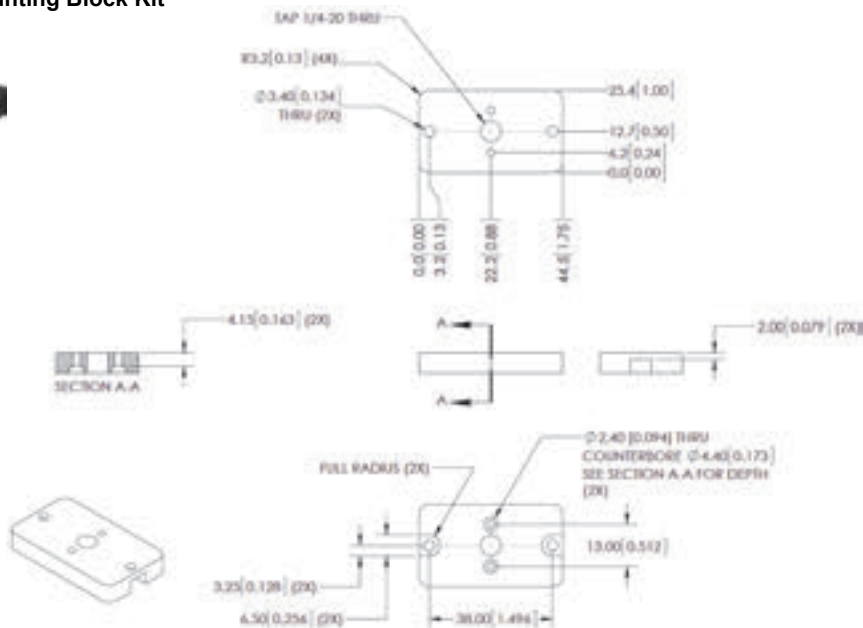 nting Block Kit
TAP 1/4-20 THRU
R3.2[0.13] (4X)
∅3.40[0.134]
THRU (2X)
25.4[1.00]
12.7[0.50]
6.2[0.24]
0.0[0.00]
0.0[0.00]
3.2[0.13]
22.2[0.88]
44.5[1.75]
4.15[0.163] (2X)
SECTION A-A
A
A
2.00[0.079] (2X)
FULL RADIUS (2X)
∅2.40 [0.094] THRU
COUNTERBORE ∅4.40[0.173]
SEE SECTION A-A FOR DEPTH
(2X)
13.00[0.512]
3.25[0.128] (2X)
6.50[0.256] (2X)
38.00[1.496]